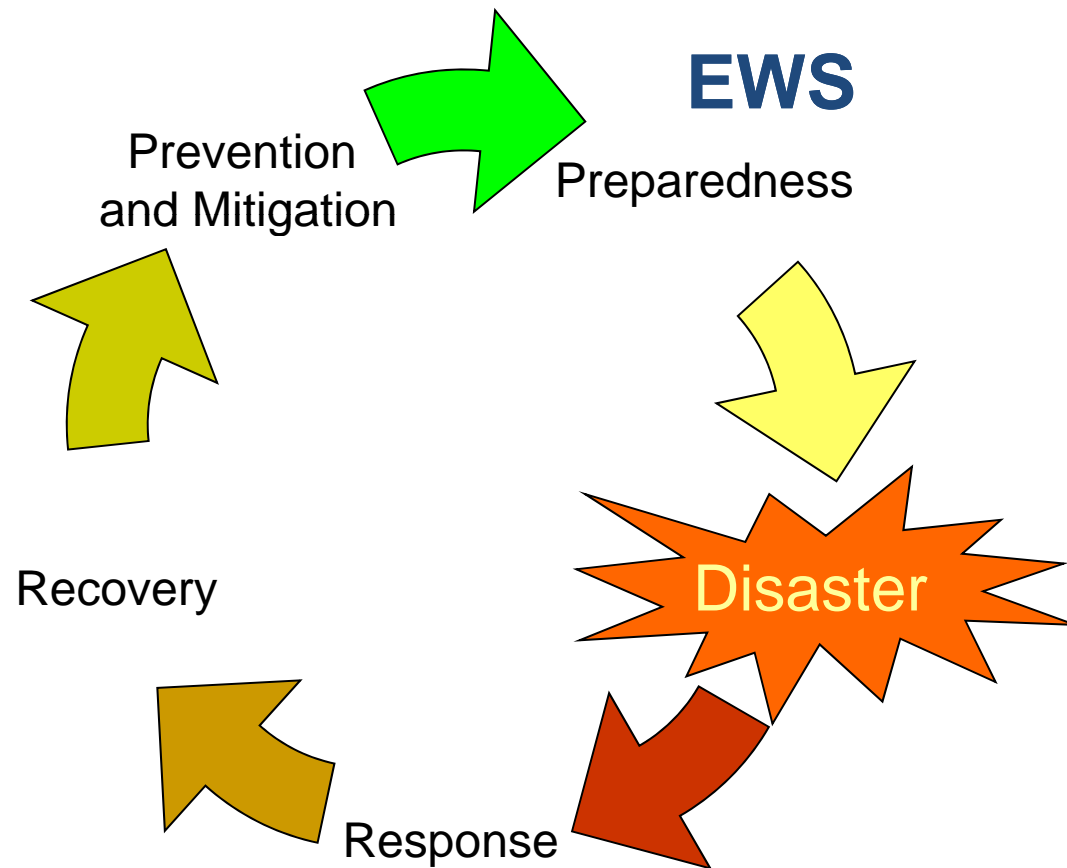 EWS
Prevention
and Mitigation
Preparedness
Disaster
Recovery
Response